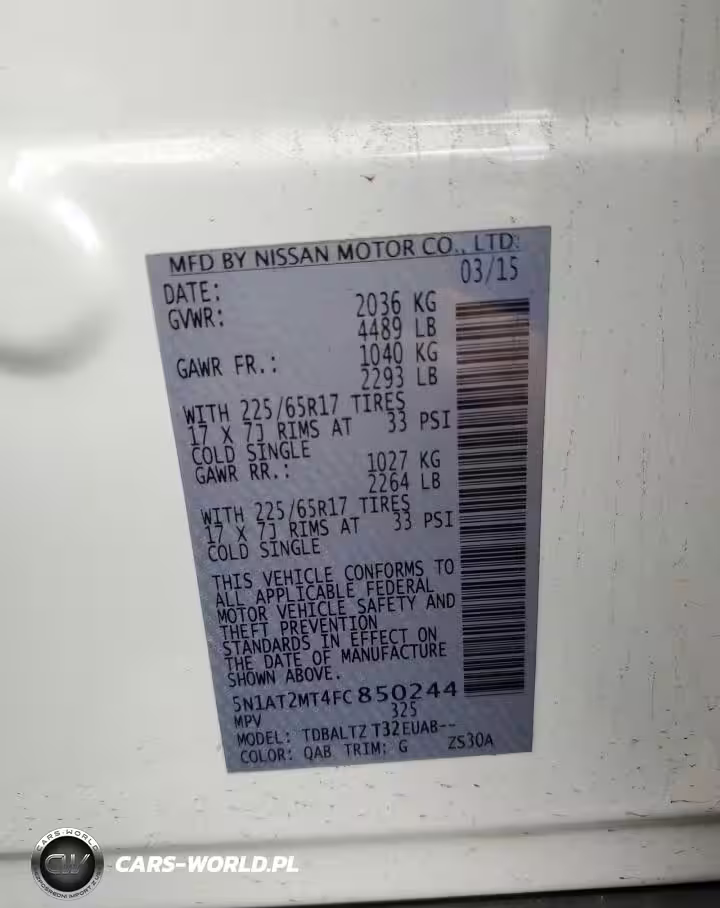 MFD BY NISSAN MOTOR CO., LTD.
DATE: 03/15
GVWR: 2036 KG
4489 LB
GAWR FR.: 1040 KG
2293 LB
WITH 225/65R17 TIRES
17 X 7J RIMS AT 33 PSI
COLD SINGLE
GAWR RR.: 1027 KG
2264 LB
WITH 225/65R17 TIRES
17 X 7J RIMS AT 33 PSI
COLD SINGLE
THIS VEHICLE CONFORMS TO
ALL APPLICABLE FEDERAL
MOTOR VEHICLE SAFETY AND
THEFT PREVENTION
STANDARDS IN EFFECT ON
THE DATE OF MANUFACTURE
SHOWN ABOVE.
5N1AT2MT4FC850244
MPV 325
MODEL: TDBALTZ T32EUAB--
COLOR: QAB TRIM: G ZS30A
CARS-WORLD
CW
CARS-WORLD.PL